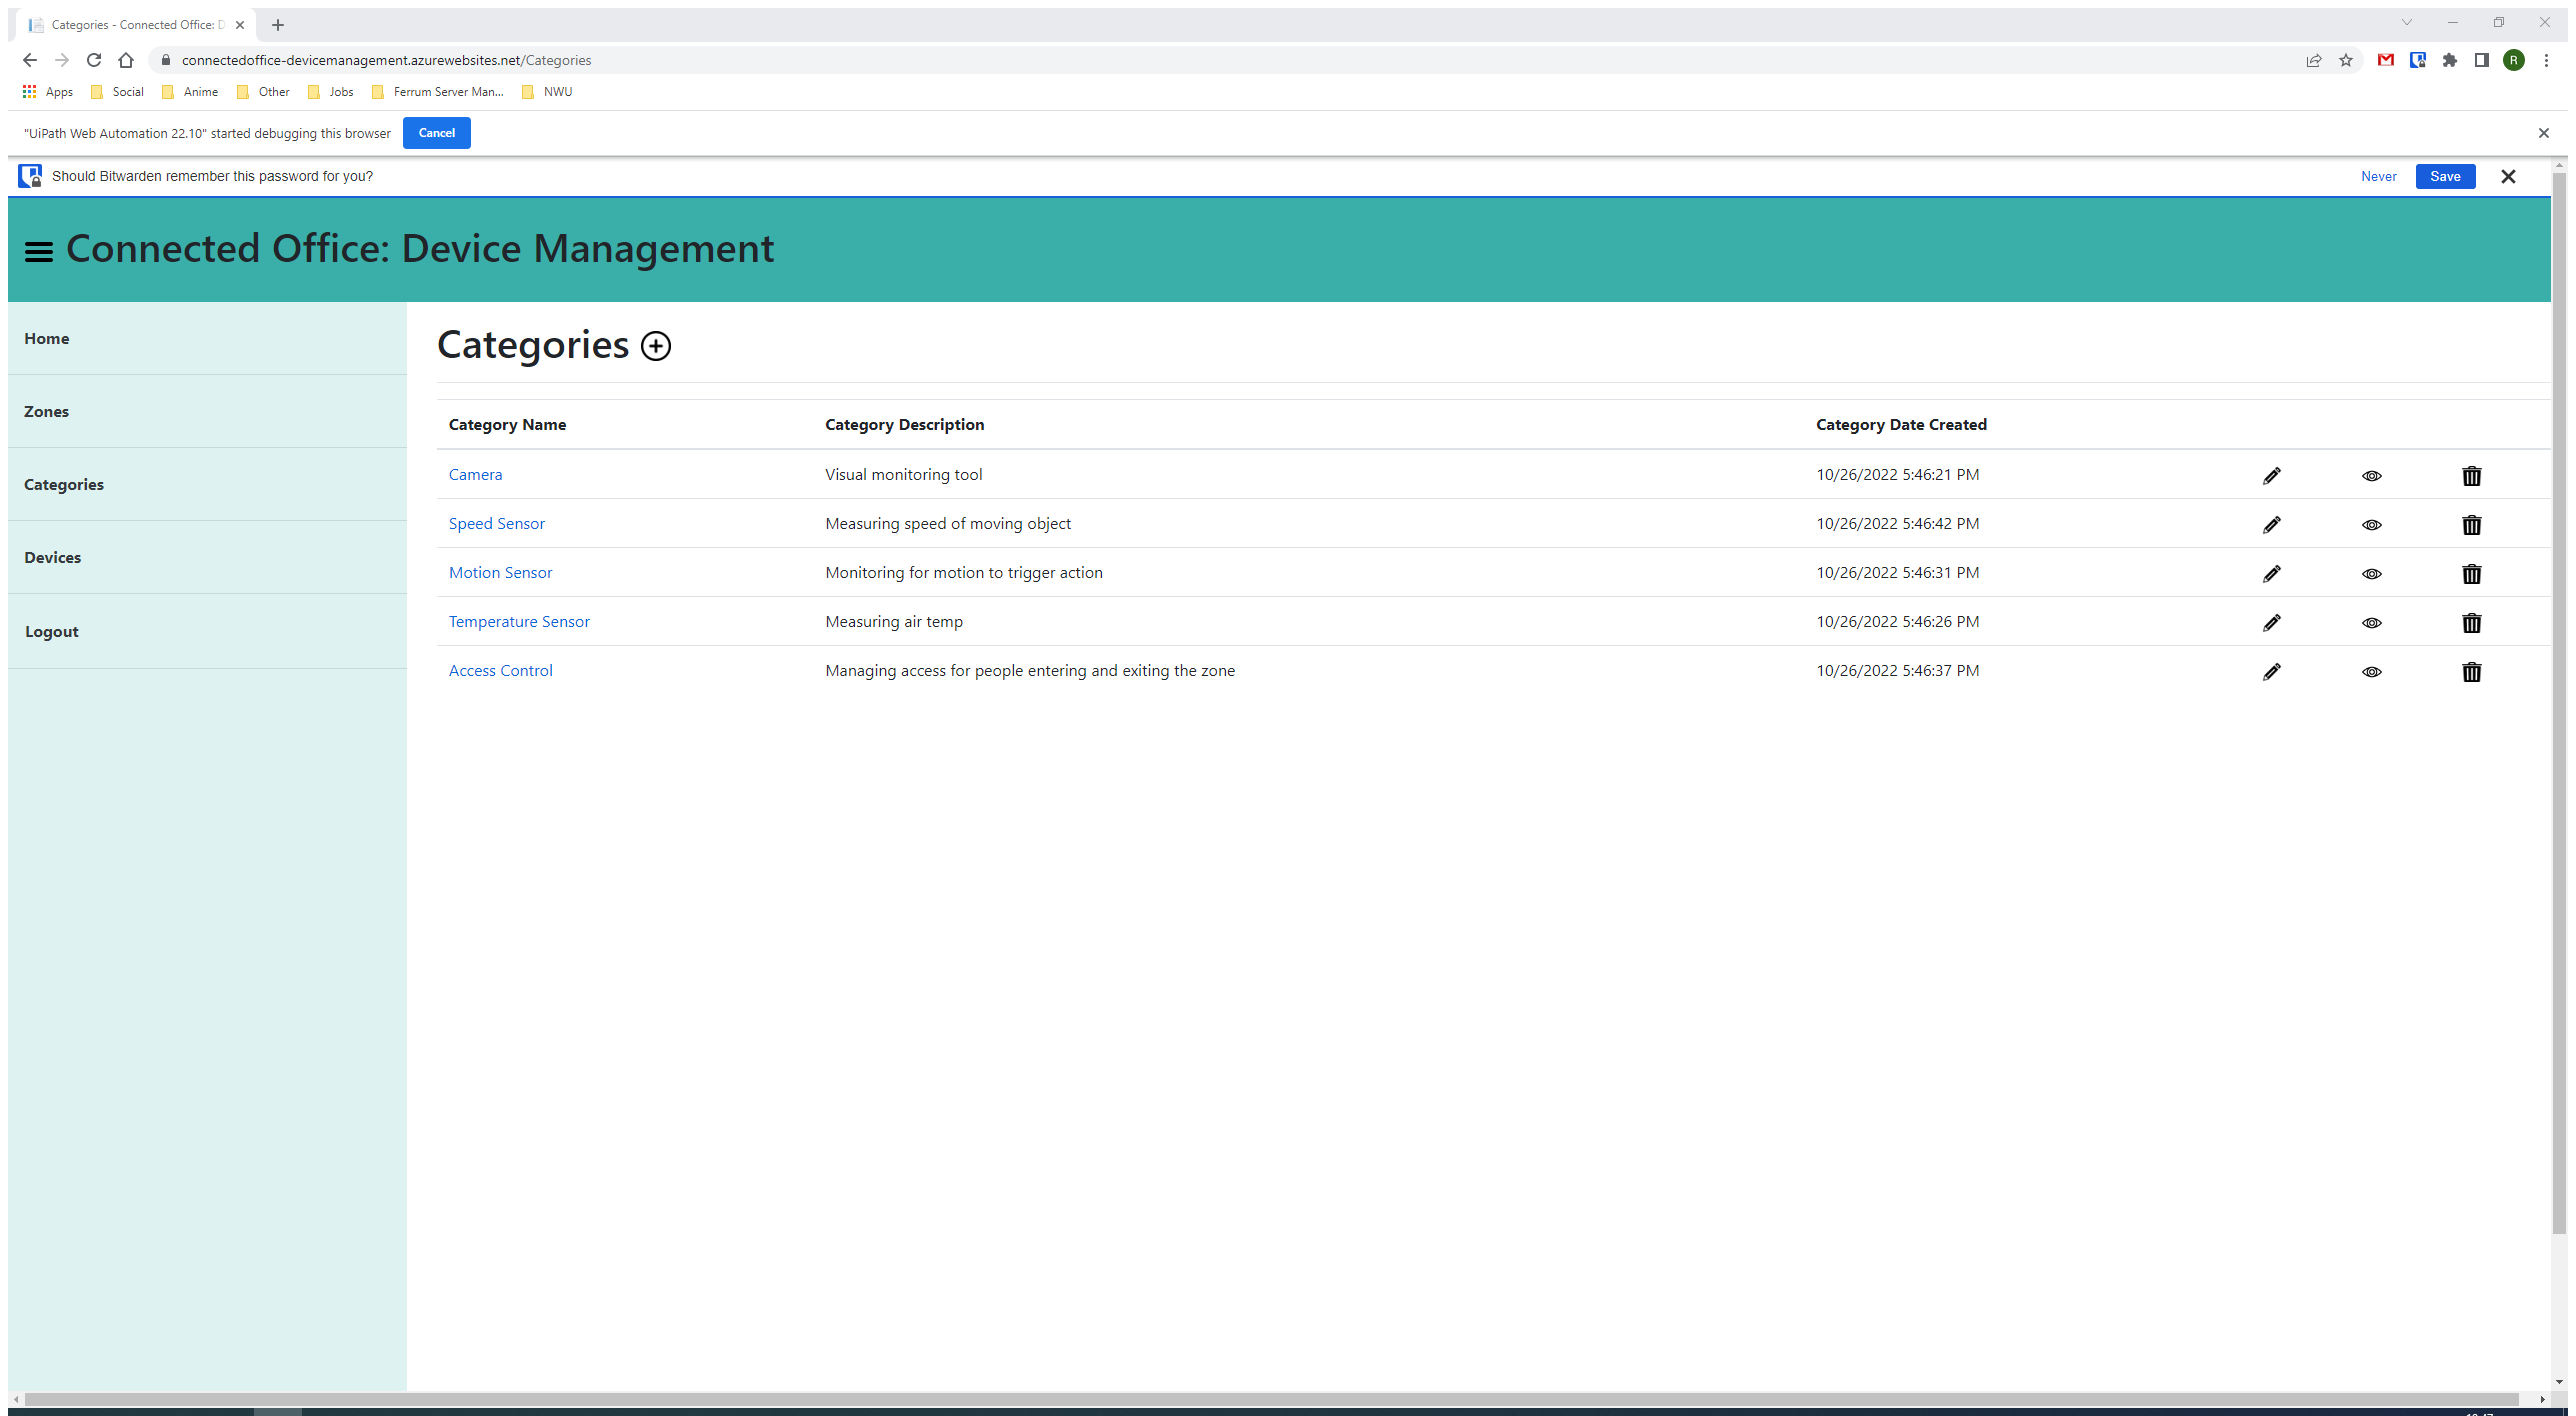 Categories - Connected Office: D
connectedoffice-devicemanagement.azurewebsites.net/Categories
R
Apps Social Anime Other Jobs Ferrum Server Man... NWU
"UiPath Web Automation 22.10" started debugging this browser Cancel
Should Bitwarden remember this password for you? Never Save
Connected Office: Device Management
Home
Zones
Categories
Devices
Logout
Categories
Category Name Category Description Category Date Created
Camera Visual monitoring tool 10/26/2022 5:46:21 PM
Speed Sensor Measuring speed of moving object 10/26/2022 5:46:42 PM
Motion Sensor Monitoring for motion to trigger action 10/26/2022 5:46:31 PM
Temperature Sensor Measuring air temp 10/26/2022 5:46:26 PM
Access Control Managing access for people entering and exiting the zone 10/26/2022 5:46:37 PM